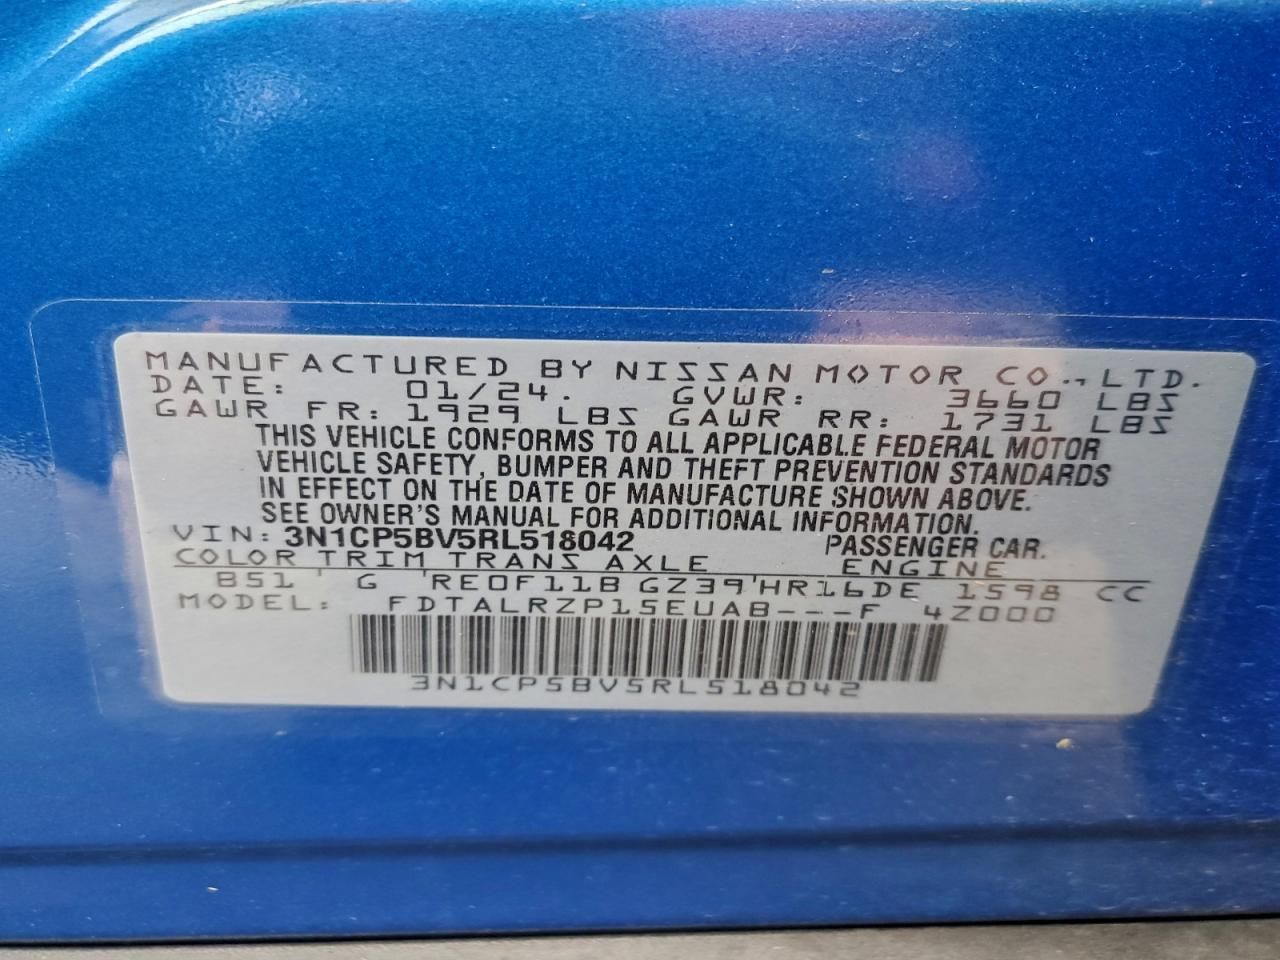 MANUFACTURED BY NISSAN MOTOR CO., LTD.
DATE: 01/24. GVWR: 3660 LBS
GAWR FR: 1929 LBS GAWR RR: 1731 LBS
THIS VEHICLE CONFORMS TO ALL APPLICABLE FEDERAL MOTOR
VEHICLE SAFETY, BUMPER AND THEFT PREVENTION STANDARDS
IN EFFECT ON THE DATE OF MANUFACTURE SHOWN ABOVE.
SEE OWNER'S MANUAL FOR ADDITIONAL INFORMATION.
VIN: 3N1CP5BV5RL518042 PASSENGER CAR.
COLOR TRIM TRANS AXLE ENGINE
B51 ' G 'RE0F11B GZ39'HR16DE 1598 CC
MODEL: FDTALRZP15EUAB---F 4Z000
3N1CP5BV5RL518042